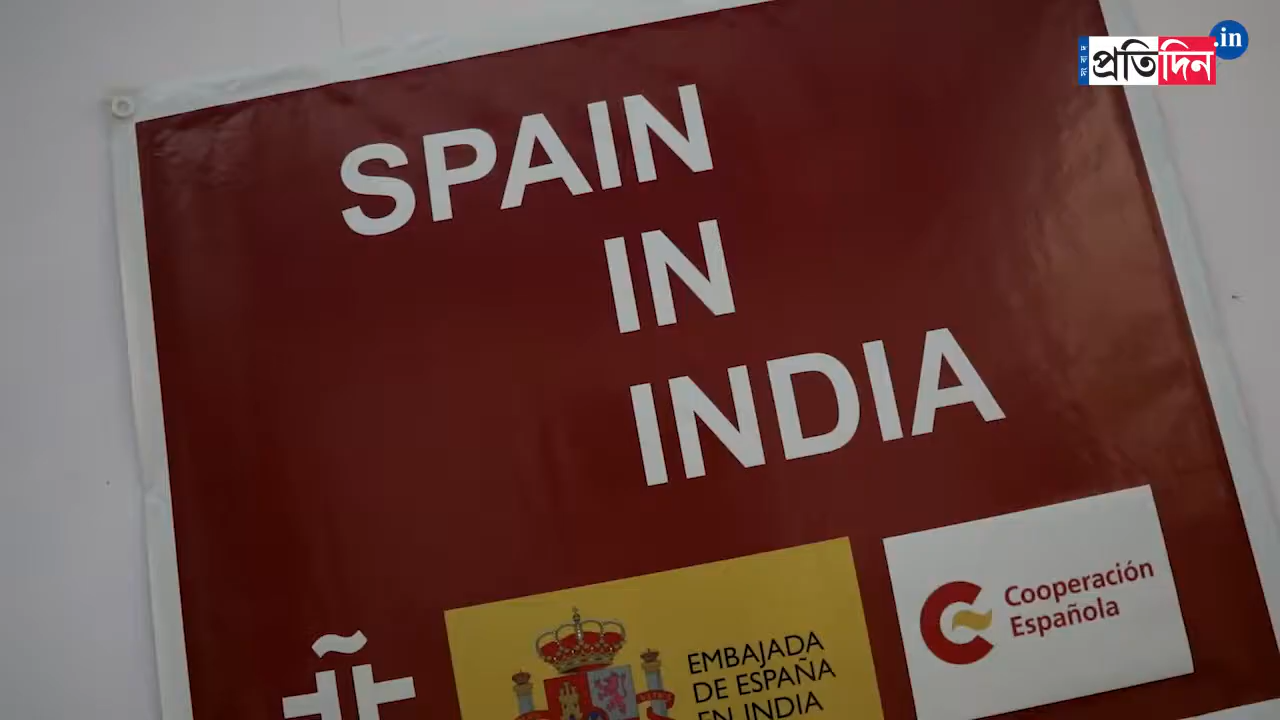 সংবাদ প্রতিদিন .in
SPAIN
IN
INDIA
EMBAJADA
DE ESPAÑA
EN INDIA
Cooperación
Española